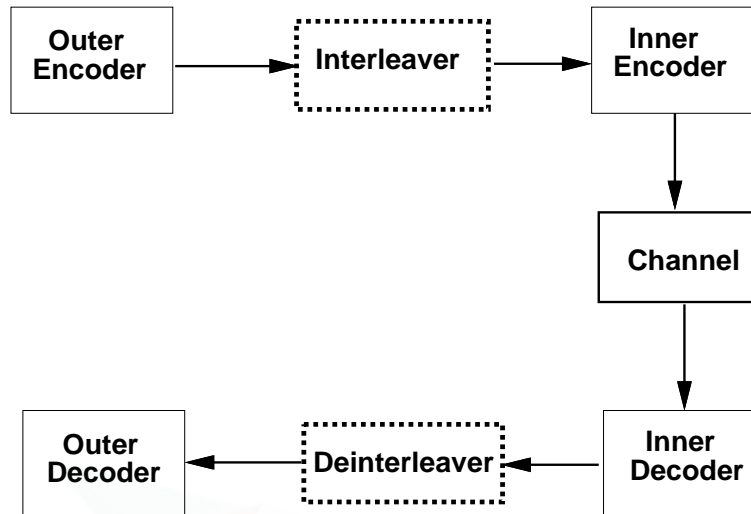 Outer
Encoder
Interleaver
Inner
Encoder
Channel
Outer
Decoder
Deinterleaver
Inner
Decoder